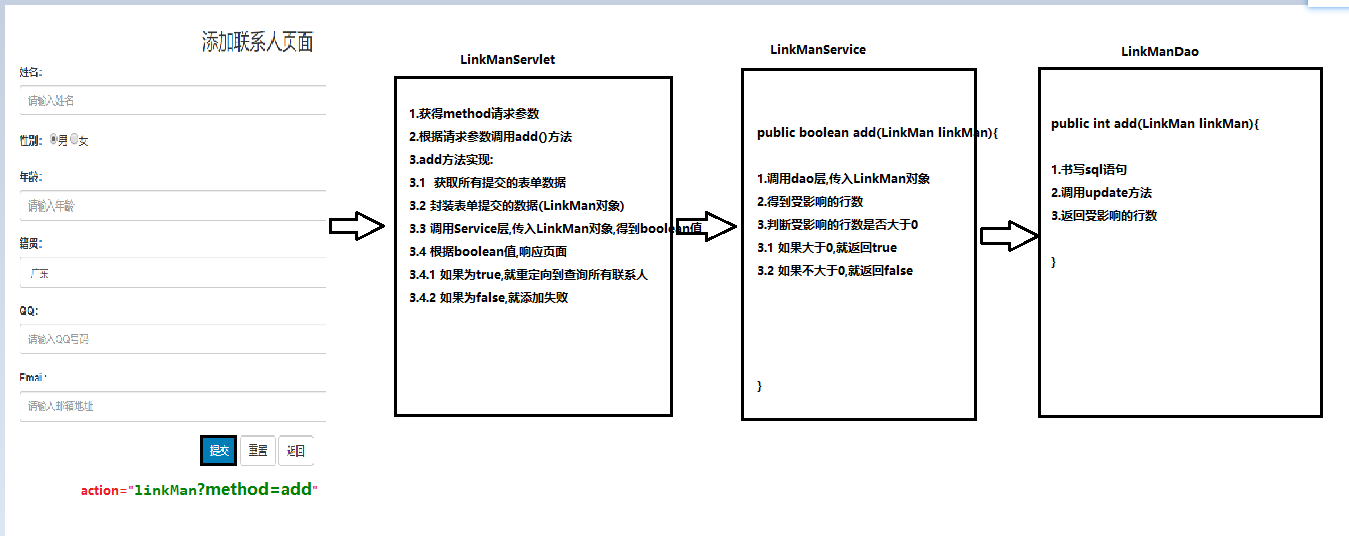 添加联系人页面
姓名:
请输入姓名
性别: 男 女
年龄:
请输入年龄
籍贯:
广东
QQ:
请输入QQ号码
Email:
请输入邮箱地址
提交 重置 返回
action="linkMan?method=add"
LinkManServlet
1.获得method请求参数
2.根据请求参数调用add()方法
3.add方法实现:
3.1 获取所有提交的表单数据
3.2 封装表单提交的数据(LinkMan对象)
3.3 调用Service层,传入LinkMan对象,得到boolean值
3.4 根据boolean值,响应页面
3.4.1 如果为true,就重定向到查询所有联系人
3.4.2 如果为false,就添加失败
LinkManService
public boolean add(LinkMan linkMan){
1.调用dao层,传入LinkMan对象
2.得到受影响的行数
3.判断受影响的行数是否大于0
3.1 如果大于0,就返回true
3.2 如果不大于0,就返回false
}
LinkManDao
public int add(LinkMan linkMan){
1.书写sql语句
2.调用update方法
3.返回受影响的行数
}